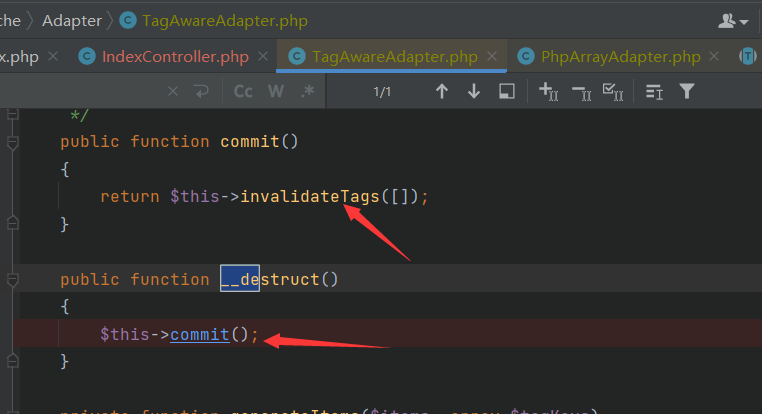 che > Adapter > TagAwareAdapter.php
x.php × IndexController.php × TagAwareAdapter.php × PhpArrayAdapter.php ×
× Cc W .* 1/1
*/
public function commit()
{
return $this->invalidateTags([]);
}
public function __destruct()
{
$this->commit();
}
private function generateItems($items, array $tagKeys)